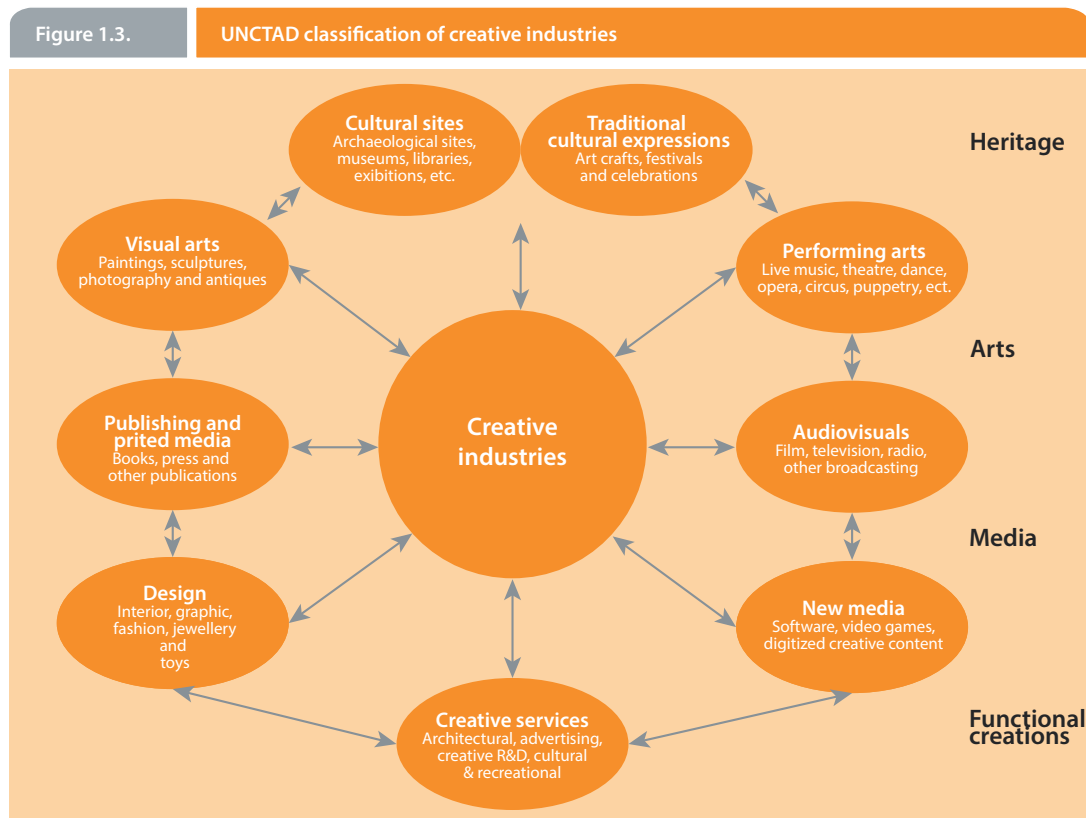 Figure 1.3.
UNCTAD classification of creative industries
Cultural sites
Archaeological sites,
museums, libraries,
exibitions, etc.
Traditional
cultural expressions
Art crafts, festivals
and celebrations
Heritage
Visual arts
Paintings, sculptures,
photography and antiques
Performing arts
Live music, theatre, dance,
opera, circus, puppetry, ect.
Arts
Publishing and
prited media
Books, press and
other publications
Creative
industries
Audiovisuals
Film, television, radio,
other broadcasting
Media
Design
Interior, graphic,
fashion, jewellery
and
toys
New media
Software, video games,
digitized creative content
Creative services
Architectural, advertising,
creative R&D, cultural
& recreational
Functional
creations